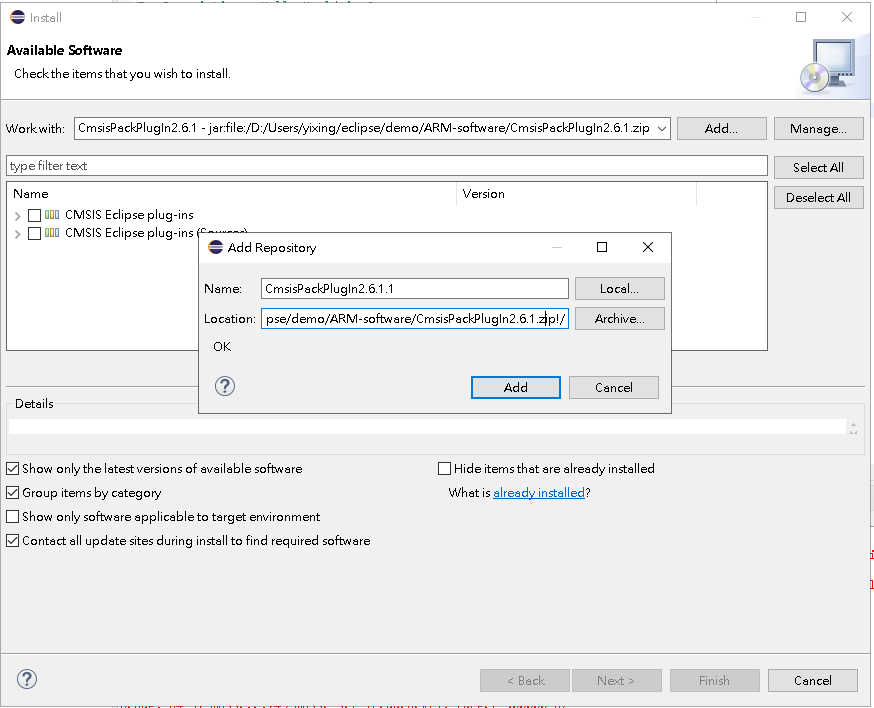 Install
Available Software
Check the items that you wish to install.
Work with: CmsisPackPlugIn2.6.1 - jar:file:/D:/Users/yixing/eclipse/demo/ARM-software/CmsisPackPlugIn2.6.1.zip Add... Manage...
type filter text Select All
Name Version Deselect All
CMSIS Eclipse plug-ins
CMSIS Eclipse plug-ins (Sources)
Add Repository
Name: CmsisPackPlugIn2.6.1.1 Local...
Location: pse/demo/ARM-software/CmsisPackPlugIn2.6.1.zip!/ Archive...
OK
? Add Cancel
Details
Show only the latest versions of available software Hide items that are already installed
Group items by category What is already installed?
Show only software applicable to target environment
Contact all update sites during install to find required software
? < Back Next > Finish Cancel